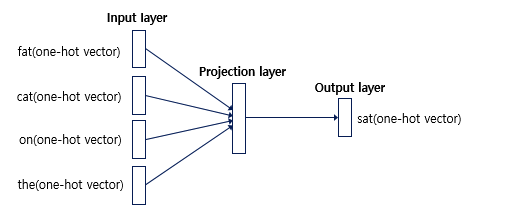 Input layer
fat(one-hot vector)
Projection layer
cat(one-hot vector)
Output layer
sat(one-hot vector)
on(one-hot vector)
the(one-hot vector)